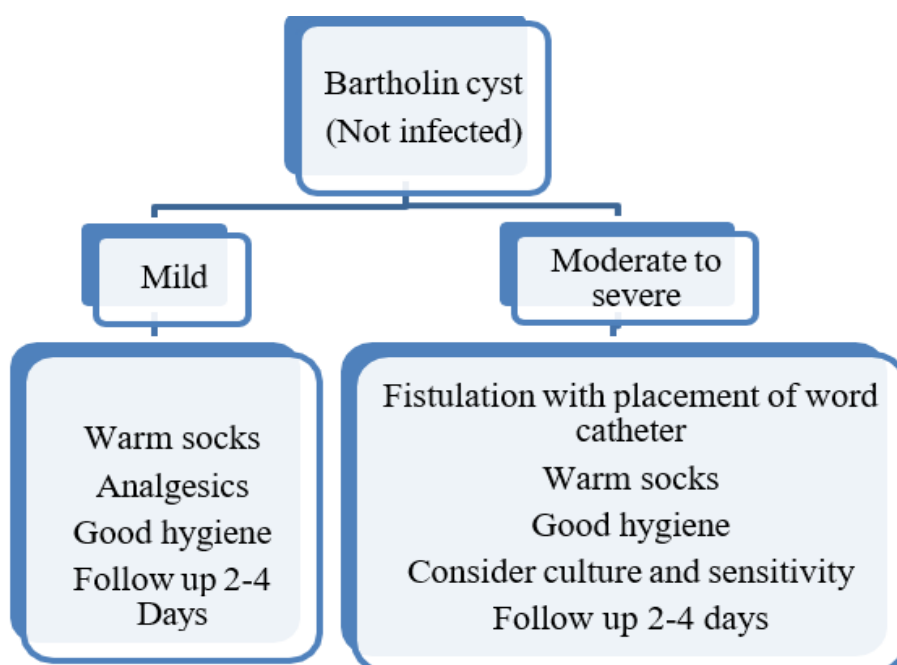 Bartholin cyst
(Not infected)
Mild
Moderate to
severe
Warm socks
Analgesics
Good hygiene
Follow up 2-4
Days
Fistulation with placement of word
catheter
Warm socks
Good hygiene
Consider culture and sensitivity
Follow up 2-4 days